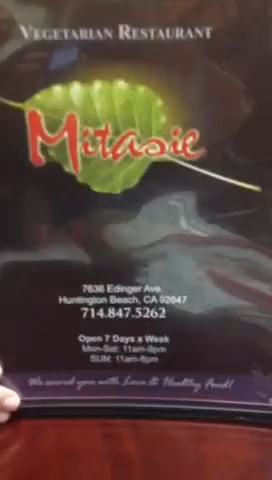 VEGETARIAN RESTAURANT
Mitasie
7638 Edinger Ave.
Huntington Beach, CA 92647
714.847.5262
Open 7 Days a Week
Mon-Sat: 11am-9pm
SUN: 11am-8pm
We served you with Love & Healthy Food!